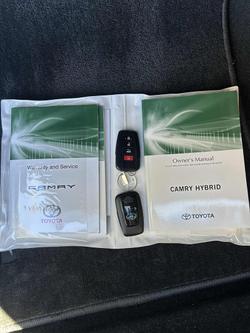 Warranty and Service
CAMRY
TOYOTA
Owner's Manual
CAMRY HYBRID
TOYOTA